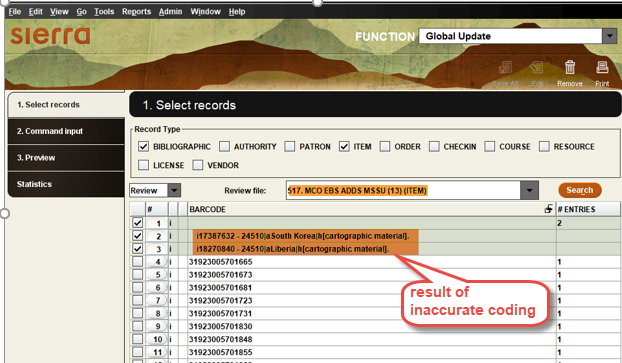 File Edit View Go Tools Reports Admin Window Help
sierra
FUNCTION Global Update
Save All Edit Remove Print
1. Select records
2. Command input
3. Preview
Statistics
1. Select records
Record Type
BIBLIOGRAPHIC AUTHORITY PATRON ITEM ORDER CHECKIN COURSE RESOURCE
LICENSE VENDOR
Review Review file: 517. MCO EBS ADDS MSSU (13) (ITEM) Search
# BARCODE # ENTRIES
1 i 2
2 i i17387632 - 24510|aSouth Korea|h[cartographic material].
3 i i18270840 - 24510|aLiberia|h[cartographic material].
4 i 31923005701665 1
5 i 31923005701673 1
6 i 31923005701681 1
7 i 31923005701723 1
8 i 31923005701731 1
9 i 31923005701830 1
10 i 31923005701848 1
11 i 31923005701855 1
result of
inaccurate coding